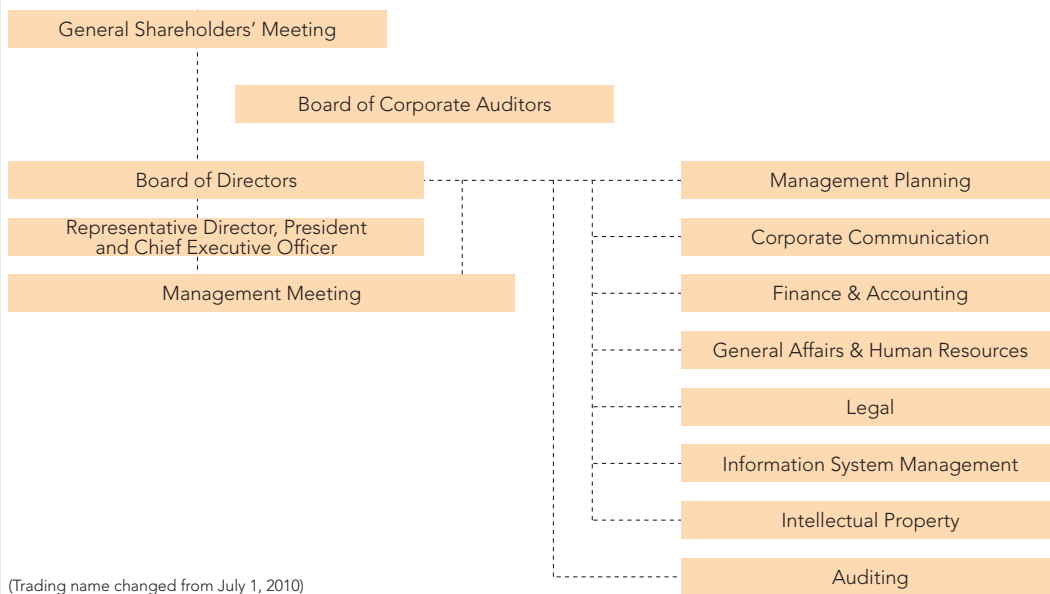 General Shareholders’ Meeting
Board of Corporate Auditors
Board of Directors
Representative Director, President
and Chief Executive Officer
Management Meeting
Management Planning
Corporate Communication
Finance & Accounting
General Affairs & Human Resources
Legal
Information System Management
Intellectual Property
Auditing
(Trading name changed from July 1, 2010)